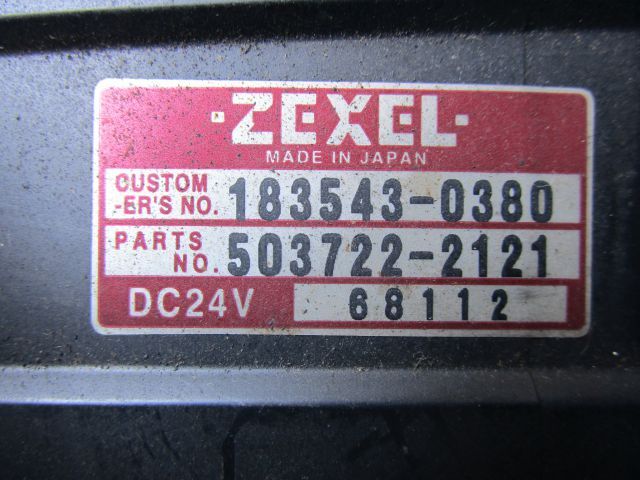 ·ZEXEL·
MADE IN JAPAN
CUSTOM
-ER'S NO. 183543-0380
PARTS
NO. 503722-2121
DC24V 68112